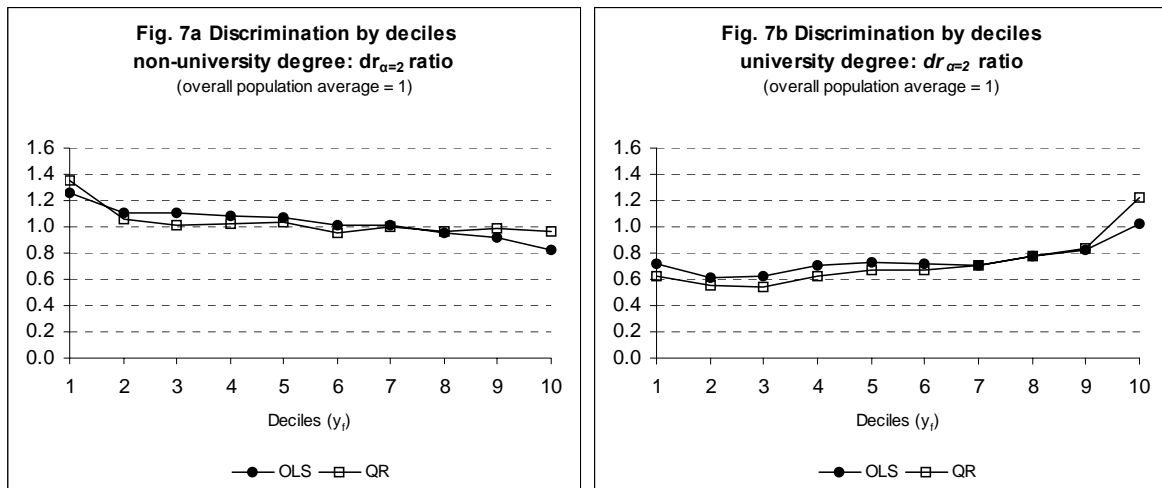 Fig. 7a Discrimination by deciles
non-university degree: drα=2 ratio
(overall population average = 1)
1.6
1.4
1.2
1.0
0.8
0.6
0.4
0.2
0.0
1 2 3 4 5 6 7 8 9 10
Deciles (yf)
OLS QR
Fig. 7b Discrimination by deciles
university degree: dr α=2 ratio
(overall population average = 1)
1.6
1.4
1.2
1.0
0.8
0.6
0.4
0.2
0.0
1 2 3 4 5 6 7 8 9 10
Deciles (yf)
OLS QR